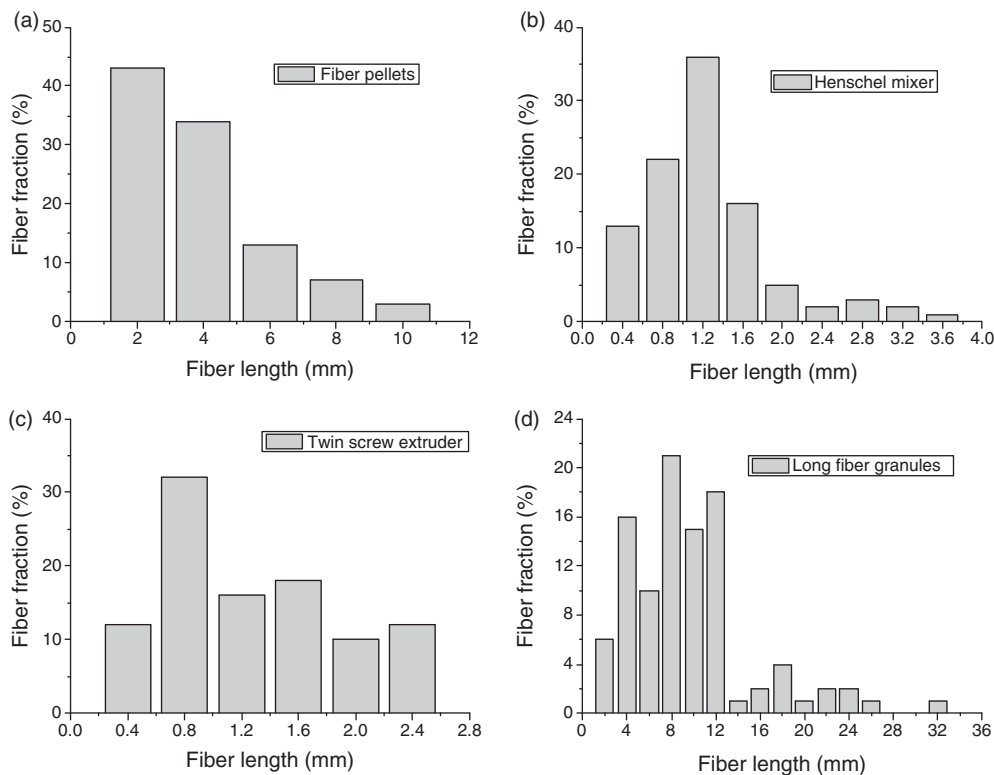 (a)
50
40
30
20
10
0
Fiber fraction (%)
Fiber pellets
0 2 4 6 8 10 12
Fiber length (mm)
(b)
40
30
20
10
0
Fiber fraction (%)
Henschel mixer
0.0 0.4 0.8 1.2 1.6 2.0 2.4 2.8 3.2 3.6 4.0
Fiber length (mm)
(c)
40
30
20
10
0
Fiber fraction (%)
Twin screw extruder
0.0 0.4 0.8 1.2 1.6 2.0 2.4 2.8
Fiber length (mm)
(d)
24
20
16
12
8
4
0
Fiber fraction (%)
Long fiber granules
0 4 8 12 16 20 24 28 32 36
Fiber length (mm)